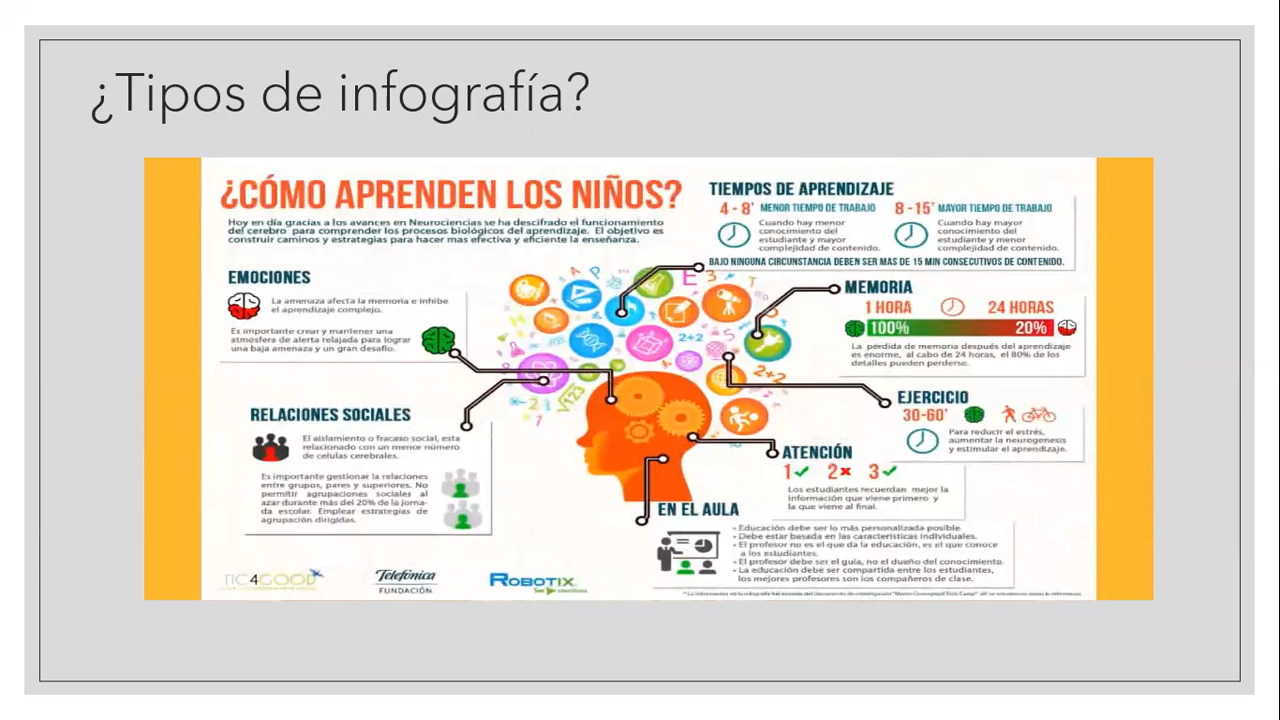 ¿Tipos de infografía?
¿CÓMO APRENDEN LOS NIÑOS?
Hoy en día gracias a los avances en Neurociencias se ha descifrado el funcionamiento
del cerebro para comprender los procesos biológicos del aprendizaje. El objetivo es
construir caminos y estrategias para hacer mas efectiva y eficiente la enseñanza.
TIEMPOS DE APRENDIZAJE
4 - 8' MENOR TIEMPO DE TRABAJO
Cuando hay menor
conocimiento del
estudiante y mayor
complejidad de contenido.
8 - 15' MAYOR TIEMPO DE TRABAJO
Cuando hay mayor
conocimiento del
estudiante y menor
complejidad de contenido.
BAJO NINGUNA CIRCUNSTANCIA DEBEN SER MAS DE 15 MIN CONSECUTIVOS DE CONTENIDO.
EMOCIONES
La amenaza afecta la memoria e inhibe
el aprendizaje complejo.
Es importante crear y mantener una
atmósfera de alerta relajada para lograr
una baja amenaza y un gran desafío.
MEMORIA
1 HORA 24 HORAS
100% 20%
La pérdida de memoria después del aprendizaje
es enorme, al cabo de 24 horas, el 80% de los
detalles pueden perderse.
RELACIONES SOCIALES
El aislamiento o fracaso social, esta
relacionado con un menor número
de celulas cerebrales.
Es importante gestionar la relaciones
entre grupos, pares y superiores. No
permitir agrupaciones sociales al
azar durante más del 20% de la jorna-
da escolar. Emplear estrategias de
agrupación dirigidas.
EJERCICIO
30-60'
Para reducir el estrés,
aumentar la neurogenesis
y estimular el aprendizaje.
ATENCIÓN
1 2 3
Los estudiantes recuerdan mejor la
información que viene primero y
la que viene al final.
EN EL AULA
- Educación debe ser lo más personalizada posible.
- Debe estar basada en las características individuales.
- El profesor no es el que da la educación, es el que conoce
a los estudiantes.
- El profesor debe ser el guía, no el dueño del conocimiento.
- La educación debe ser compartida entre los estudiantes,
los mejores profesores son los compañeros de clase.
2+2
2+2
√123
TIC4GOOD
Telefónica
FUNDACIÓN
ROBOTIX